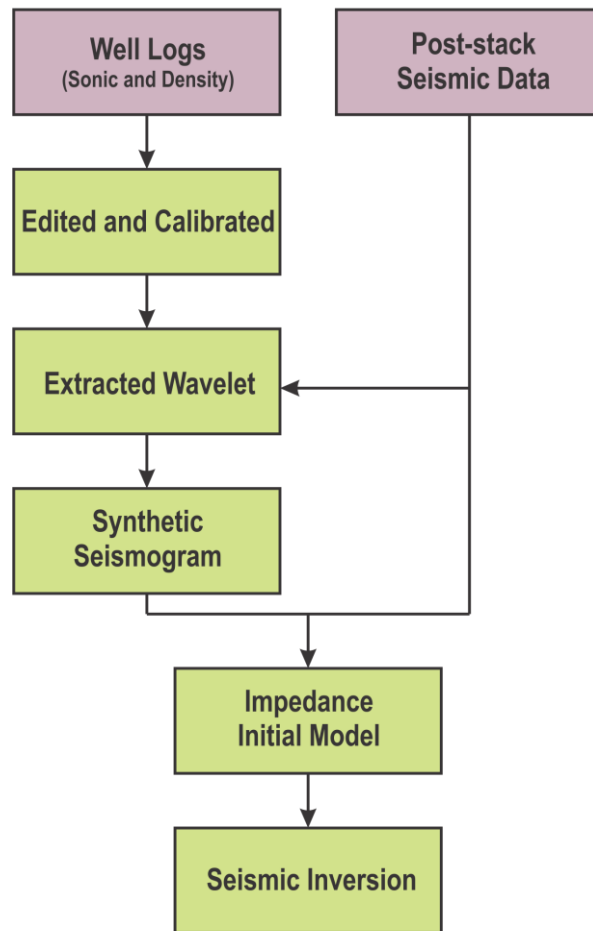 Well Logs
(Sonic and Density)
Post-stack
Seismic Data
Edited and Calibrated
Extracted Wavelet
Synthetic
Seismogram
Impedance
Initial Model
Seismic Inversion